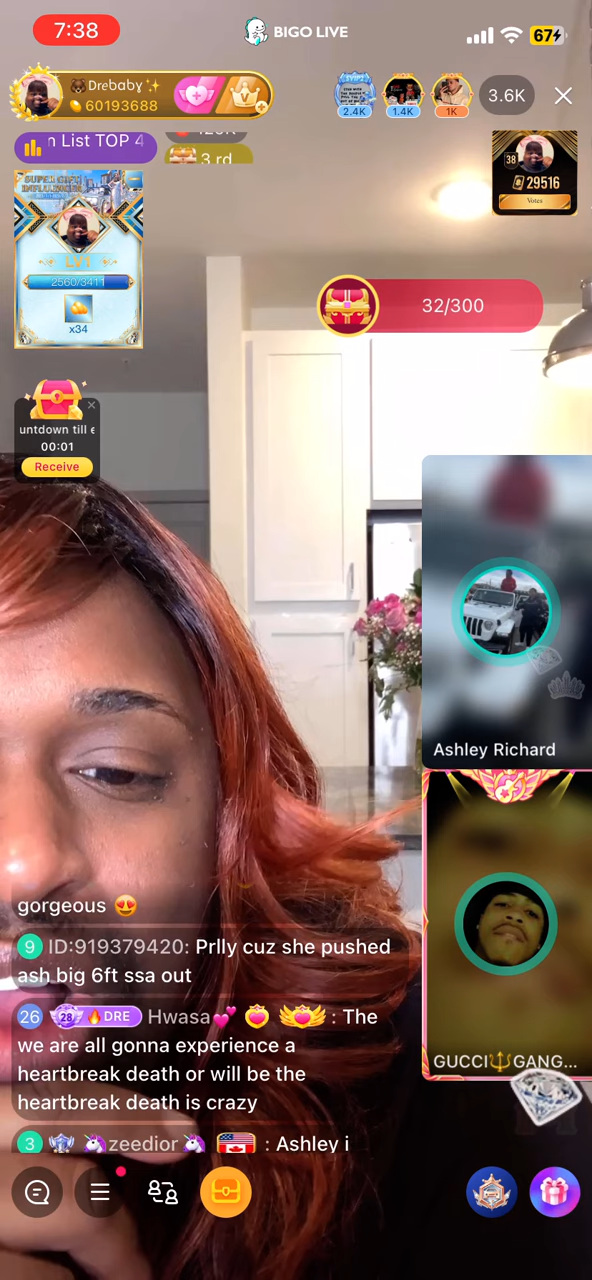 7:38
BIGO LIVE
67
Drebaby
60193688
2.4K
1.4K
1K
3.6K
n List TOP 4
3 rd
38
29516
Votes
SUPER GIFT
INFLUENCER
LV1
2560/3411
x34
32/300
untdown till e
00:01
Receive
Ashley Richard
gorgeous 😍
9 ID:919379420: Prlly cuz she pushed
ash big 6ft ssa out
26 28 🔥DRE Hwasa💕 : The
we are all gonna experience a
heartbreak death or will be the
heartbreak death is crazy
GUCCI🔱GANG...
3 🦄zeedior🦄 🇺🇸 : Ashley i